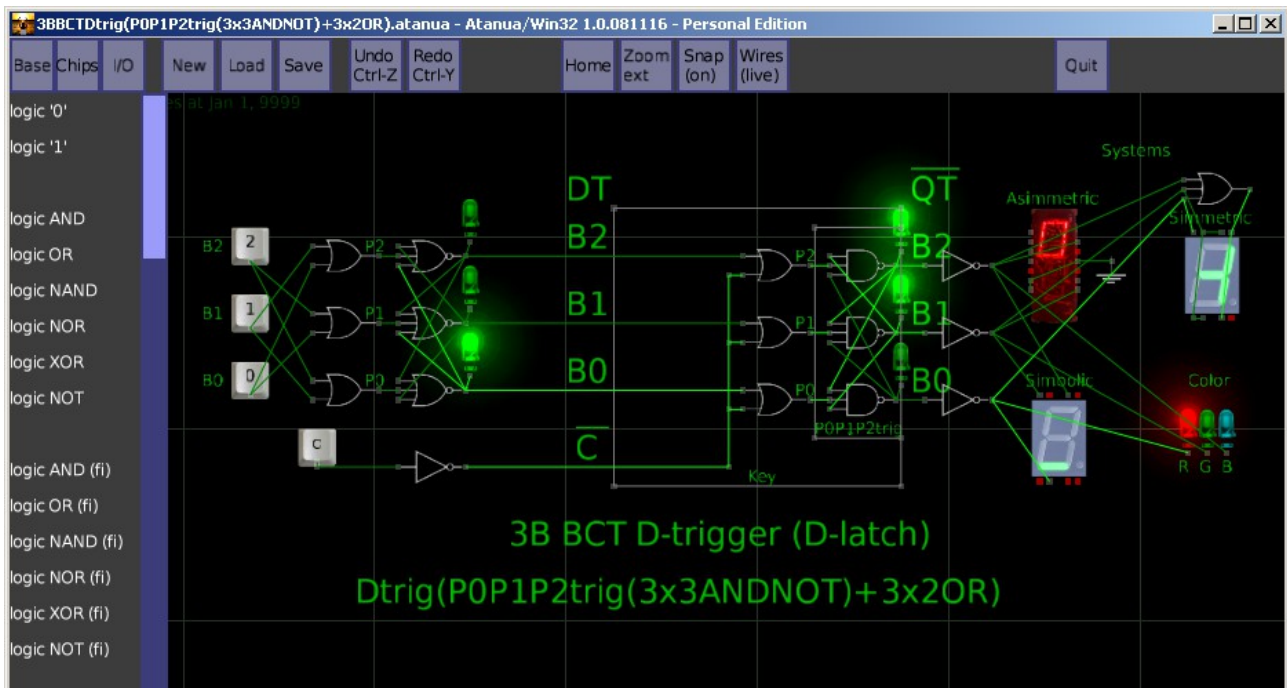 3BBCTDtrig(P0P1P2trig(3x3ANDNOT)+3x2OR).atanua - Atanua/Win32 1.0.081116 - Personal Edition
Base Chips I/O New Load Save Undo Ctrl-Z Redo Ctrl-Y Home Zoom ext Snap (on) Wires (live) Quit
es at Jan 1, 9999
logic '0'
logic '1'
logic AND
logic OR
logic NAND
logic NOR
logic XOR
logic NOT
logic AND (fi)
logic OR (fi)
logic NAND (fi)
logic NOR (fi)
logic XOR (fi)
logic NOT (fi)
Systems
DT
QT
Asimmetric
Simmetric
B2 2 P2 B2 P2 B2
B1 1 P1 B1 P1 B1
B0 0 P0 B0 P0 B0
Simbolic
Color
P0P1P2trig
C
C
Key
R G B
3B BCT D-trigger (D-latch)
Dtrig(P0P1P2trig(3x3ANDNOT)+3x2OR)